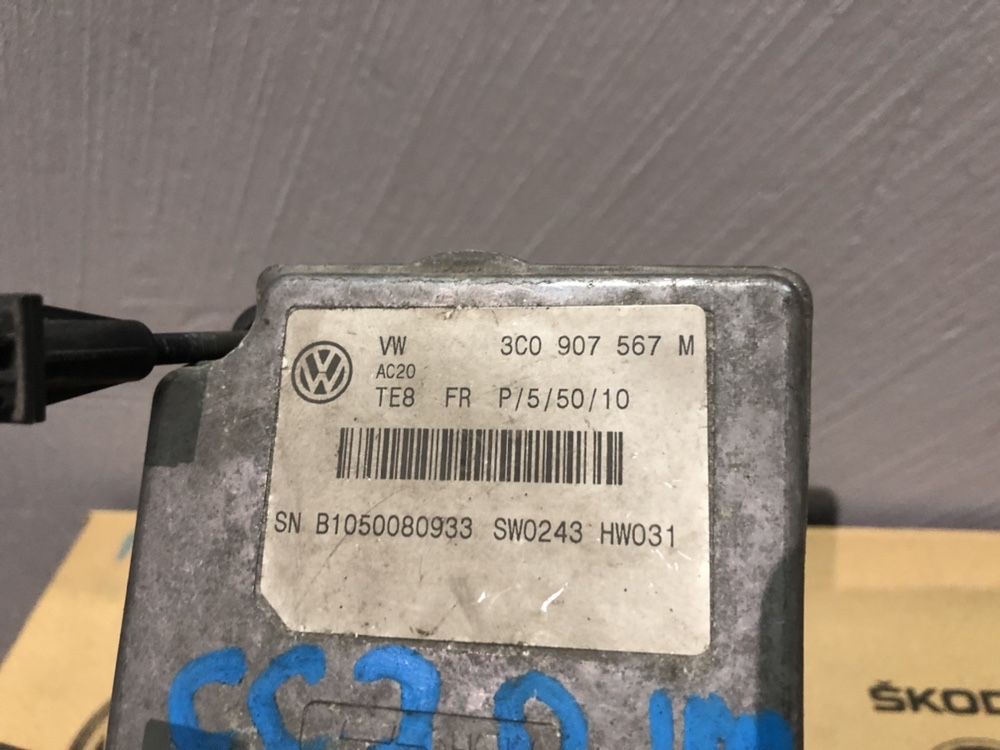 VW 3C0 907 567 M
AC20
TE8 FR P/5/50/10
SN B1050080933 SW0243 HW031
ŠKOD